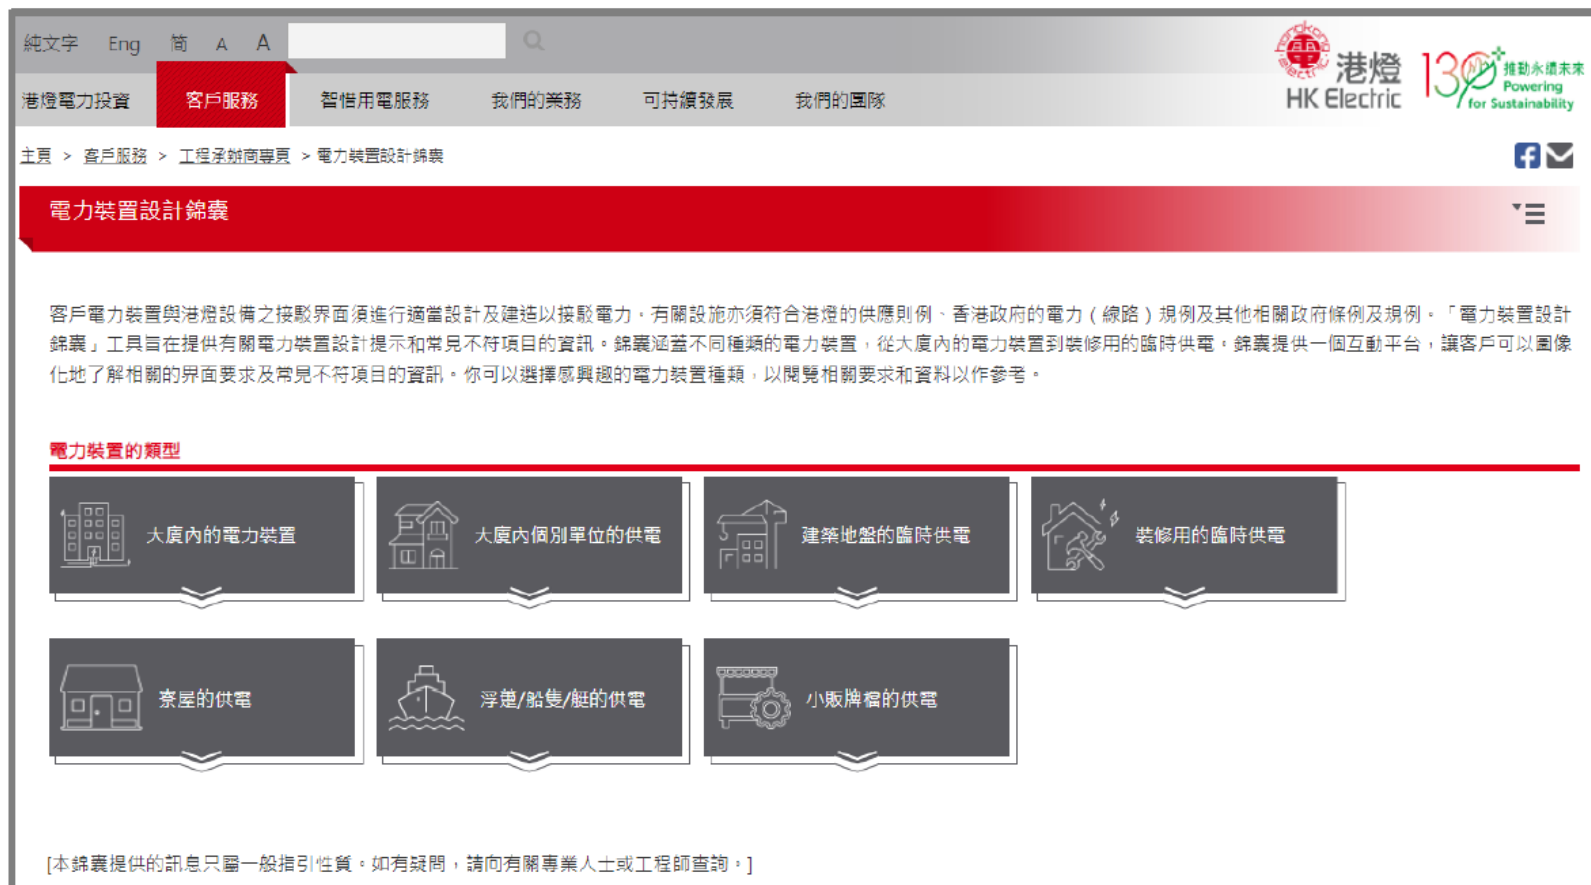 純文字 Eng 简 A A
hongkong electric 電
港燈
HK Electric
130 推動永續未來
Powering
for Sustainability
港燈電力投資 客戶服務 智惜用電服務 我們的業務 可持續發展 我們的團隊
主頁 > 客戶服務 > 工程承辦商專頁 > 電力裝置設計錦囊
電力裝置設計錦囊
客戶電力裝置與港燈設備之接駁界面須進行適當設計及建造以接駁電力。有關設施亦須符合港燈的供應則例、香港政府的電力（線路）規例及其他相關政府條例及規例。「電力裝置設計
錦囊」工具旨在提供有關電力裝置設計提示和常見不符項目的資訊。錦囊涵蓋不同種類的電力裝置，從大廈內的電力裝置到裝修用的臨時供電。錦囊提供一個互動平台，讓客戶可以圖像
化地了解相關的界面要求及常見不符項目的資訊。你可以選擇感興趣的電力裝置種類，以閱覽相關要求和資料以作參考。
電力裝置的類型
大廈內的電力裝置
大廈內個別單位的供電
建築地盤的臨時供電
裝修用的臨時供電
寮屋的供電
浮躉/船隻/艇的供電
小販牌檔的供電
[本錦囊提供的訊息只屬一般指引性質。如有疑問，請向有關專業人士或工程師查詢。]